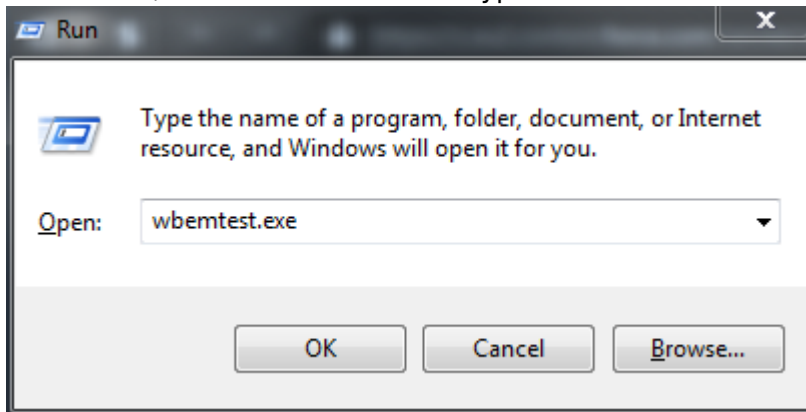 Run
X
Type the name of a program, folder, document, or Internet
resource, and Windows will open it for you.
Open: wbemtest.exe
OK Cancel Browse...